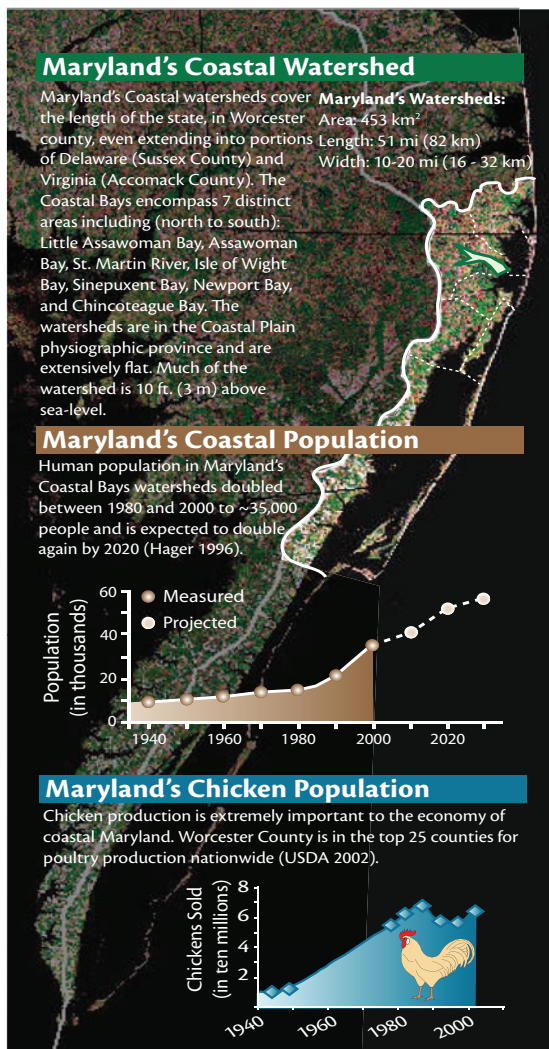 Maryland's Coastal Watershed
Maryland's Coastal watersheds cover
the length of the state, in Worcester
county, even extending into portions
of Delaware (Sussex County) and
Virginia (Accomack County). The
Coastal Bays encompass 7 distinct
areas including (north to south):
Little Assawoman Bay, Assawoman
Bay, St. Martin River, Isle of Wight
Bay, Sinepuxent Bay, Newport Bay,
and Chincoteague Bay. The
watersheds are in the Coastal Plain
physiographic province and are
extensively flat. Much of the
watershed is 10 ft. (3 m) above
sea-level.
Maryland's Watersheds:
Area: 453 km²
Length: 51 mi (82 km)
Width: 10-20 mi (16 - 32 km)
Maryland's Coastal Population
Human population in Maryland's
Coastal Bays watersheds doubled
between 1980 and 2000 to ~35,000
people and is expected to double
again by 2020 (Hager 1996).
Population
(in thousands)
60
40
20
0
Measured
Projected
1940 1960 1980 2000 2020
Maryland's Chicken Population
Chicken production is extremely important to the economy of
coastal Maryland. Worcester County is in the top 25 counties for
poultry production nationwide (USDA 2002).
Chickens Sold
(in ten millions)
8
6
4
2
1940 1960 1980 2000